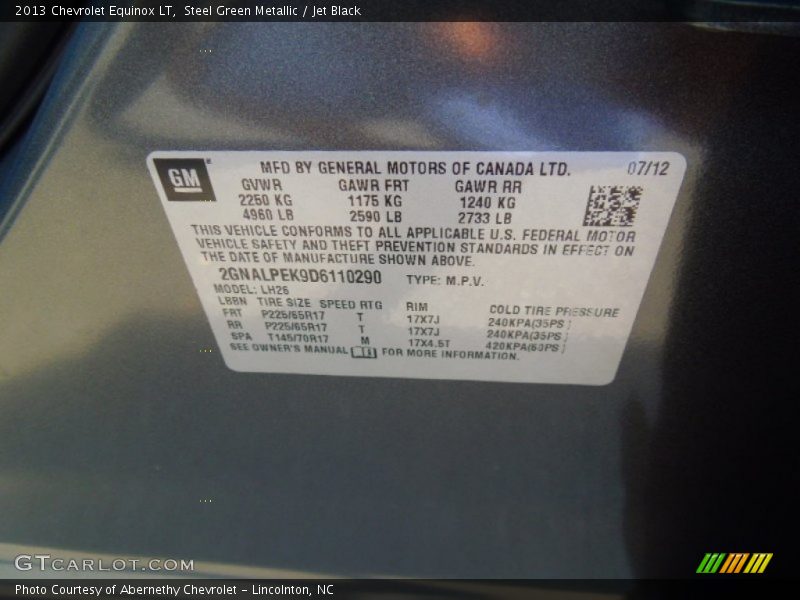 2013 Chevrolet Equinox LT, Steel Green Metallic / Jet Black
GM
MFD BY GENERAL MOTORS OF CANADA LTD. 07/12
GVWR GAWR FRT GAWR RR
2250 KG 1175 KG 1240 KG
4960 LB 2590 LB 2733 LB
THIS VEHICLE CONFORMS TO ALL APPLICABLE U.S. FEDERAL MOTOR
VEHICLE SAFETY AND THEFT PREVENTION STANDARDS IN EFFECT ON
THE DATE OF MANUFACTURE SHOWN ABOVE.
2GNALPEK9D6110290 TYPE: M.P.V.
MODEL: LH26
LBBN TIRE SIZE SPEED RTG RIM COLD TIRE PRESSURE
FRT P225/65R17 T 17X7J 240KPA(35PSI)
RR P225/65R17 T 17X7J 240KPA(35PSI)
SPA T145/70R17 M 17X4.5T 420KPA(60PSI)
SEE OWNER'S MANUAL FOR MORE INFORMATION.
GTCARLOT.COM
Photo Courtesy of Abernethy Chevrolet - Lincolnton, NC